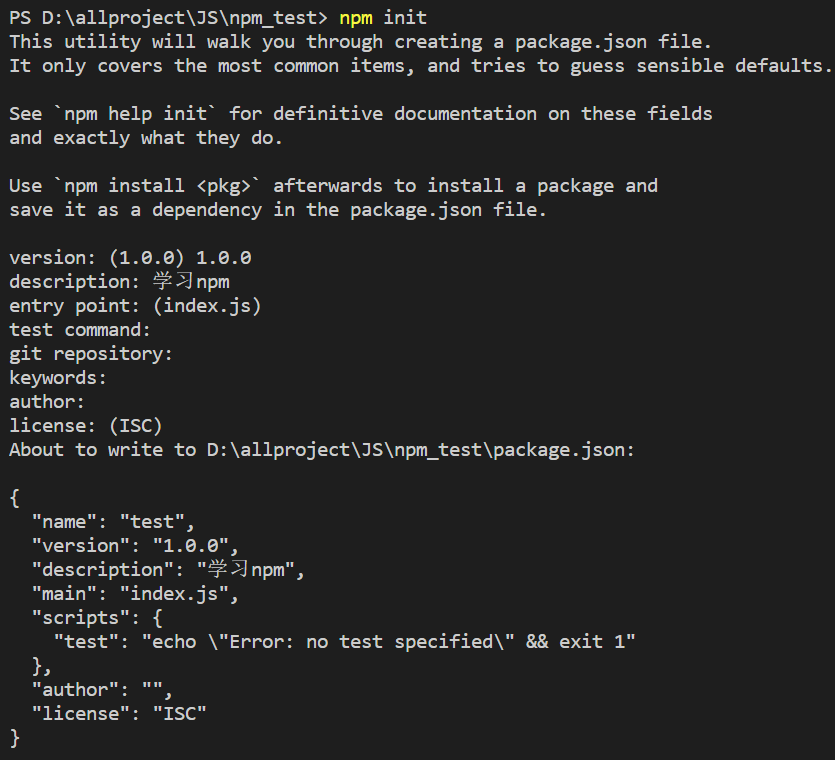 PS D:\allproject\JS\npm_test> npm init
This utility will walk you through creating a package.json file.
It only covers the most common items, and tries to guess sensible defaults.
See `npm help init` for definitive documentation on these fields
and exactly what they do.
Use `npm install <pkg>` afterwards to install a package and
save it as a dependency in the package.json file.
version: (1.0.0) 1.0.0
description: 学习npm
entry point: (index.js)
test command:
git repository:
keywords:
author:
license: (ISC)
About to write to D:\allproject\JS\npm_test\package.json:
{
  "name": "test",
  "version": "1.0.0",
  "description": "学习npm",
  "main": "index.js",
  "scripts": {
    "test": "echo \"Error: no test specified\" && exit 1"
  },
  "author": "",
  "license": "ISC"
}